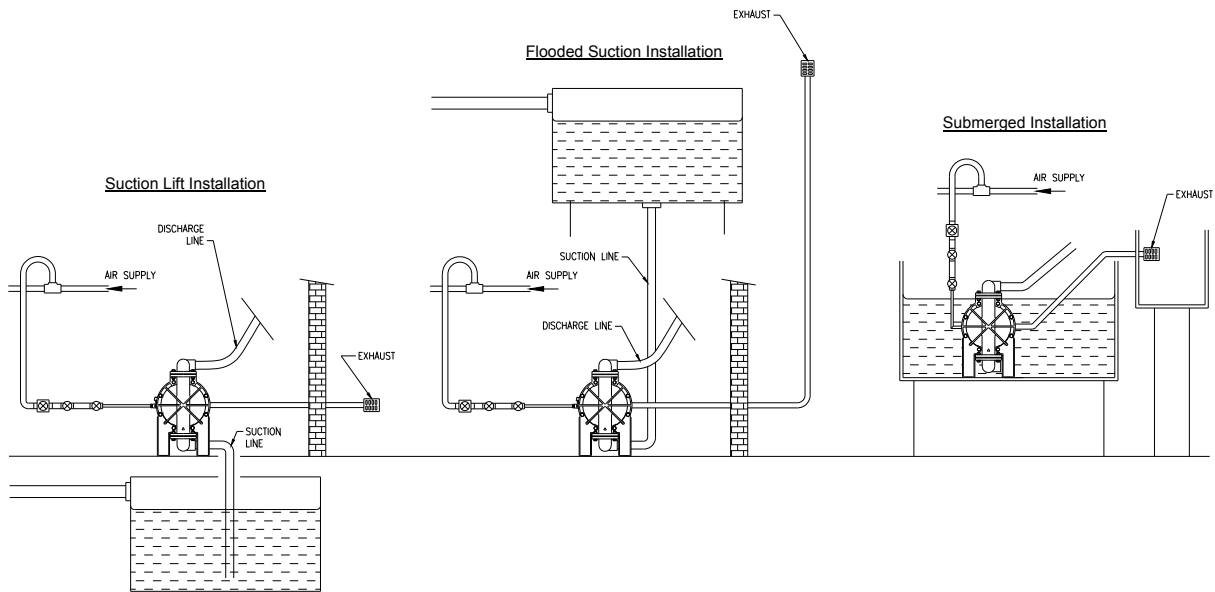 Suction Lift Installation
DISCHARGE
LINE
AIR SUPPLY
EXHAUST
SUCTION
LINE
Flooded Suction Installation
EXHAUST
SUCTION LINE
AIR SUPPLY
DISCHARGE LINE
Submerged Installation
AIR SUPPLY
EXHAUST